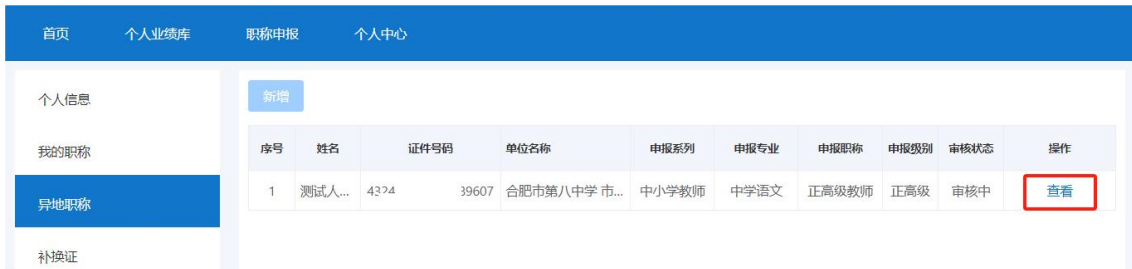 首页 个人业绩库 职称申报 个人中心
个人信息
我的职称
异地职称
补换证
新增
序号 姓名 证件号码 单位名称 申报系列 申报专业 申报职称 申报级别 审核状态 操作
1 测试人... 4324 39607 合肥市第八中学 市... 中小学教师 中学语文 正高级教师 正高级 审核中 查看